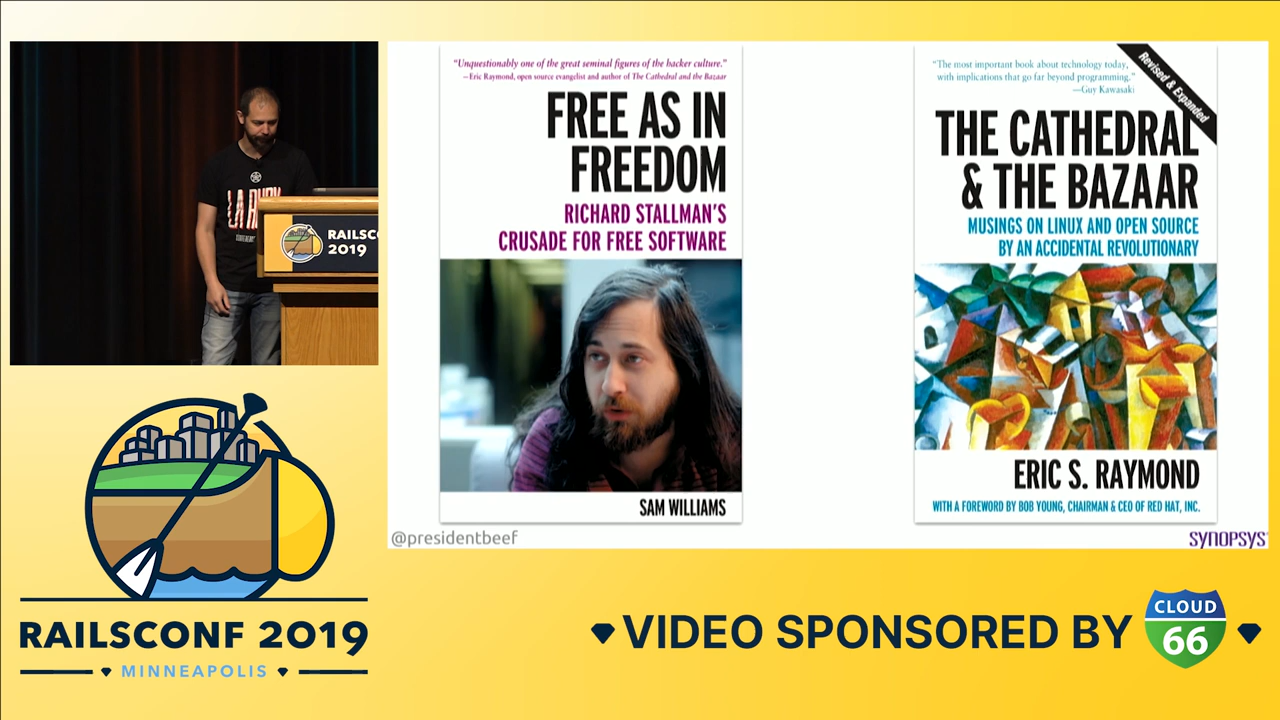 LA
RAILSC
2019
"Unquestionably one of the great seminal figures of the hacker culture."
—Eric Raymond, open source evangelist and author of The Cathedral and the Bazaar
FREE AS IN
FREEDOM
RICHARD STALLMAN'S
CRUSADE FOR FREE SOFTWARE
SAM WILLIAMS
"The most important book about technology today,
with implications that go far beyond programming."
—Guy Kawasaki
Revised & Expanded
THE CATHEDRAL
& THE BAZAAR
MUSINGS ON LINUX AND OPEN SOURCE
BY AN ACCIDENTAL REVOLUTIONARY
ERIC S. RAYMOND
WITH A FOREWORD BY BOB YOUNG, CHAIRMAN & CEO OF RED HAT, INC.
@presidentbeef
SYNOPSYS
RAILSCONF 2019
MINNEAPOLIS
VIDEO SPONSORED BY
CLOUD
66